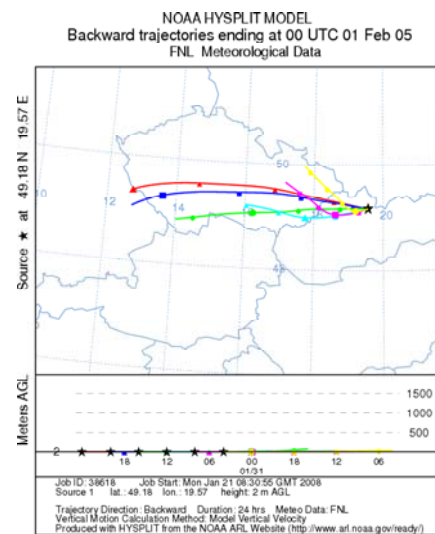 NOAA HYSPLIT MODEL
Backward trajectories ending at 00 UTC 01 Feb 05
FNL Meteorological Data
Source ★ at 49.18 N 19.57 E
10
12
14
16
20
50
45
Meters AGL
1500
1000
500
2
18 12 06 00 18 12 06
01/31
Job ID: 38618 Job Start: Mon Jan 21 08:30:55 GMT 2008
Source 1 lat.: 49.18 lon.: 19.57 height: 2 m AGL
Trajectory Direction: Backward Duration: 24 hrs Meteo Data: FNL
Vertical Motion Calculation Method: Model Vertical Velocity
Produced with HYSPLIT from the NOAA ARL Website (http://www.arl.noaa.gov/ready/)